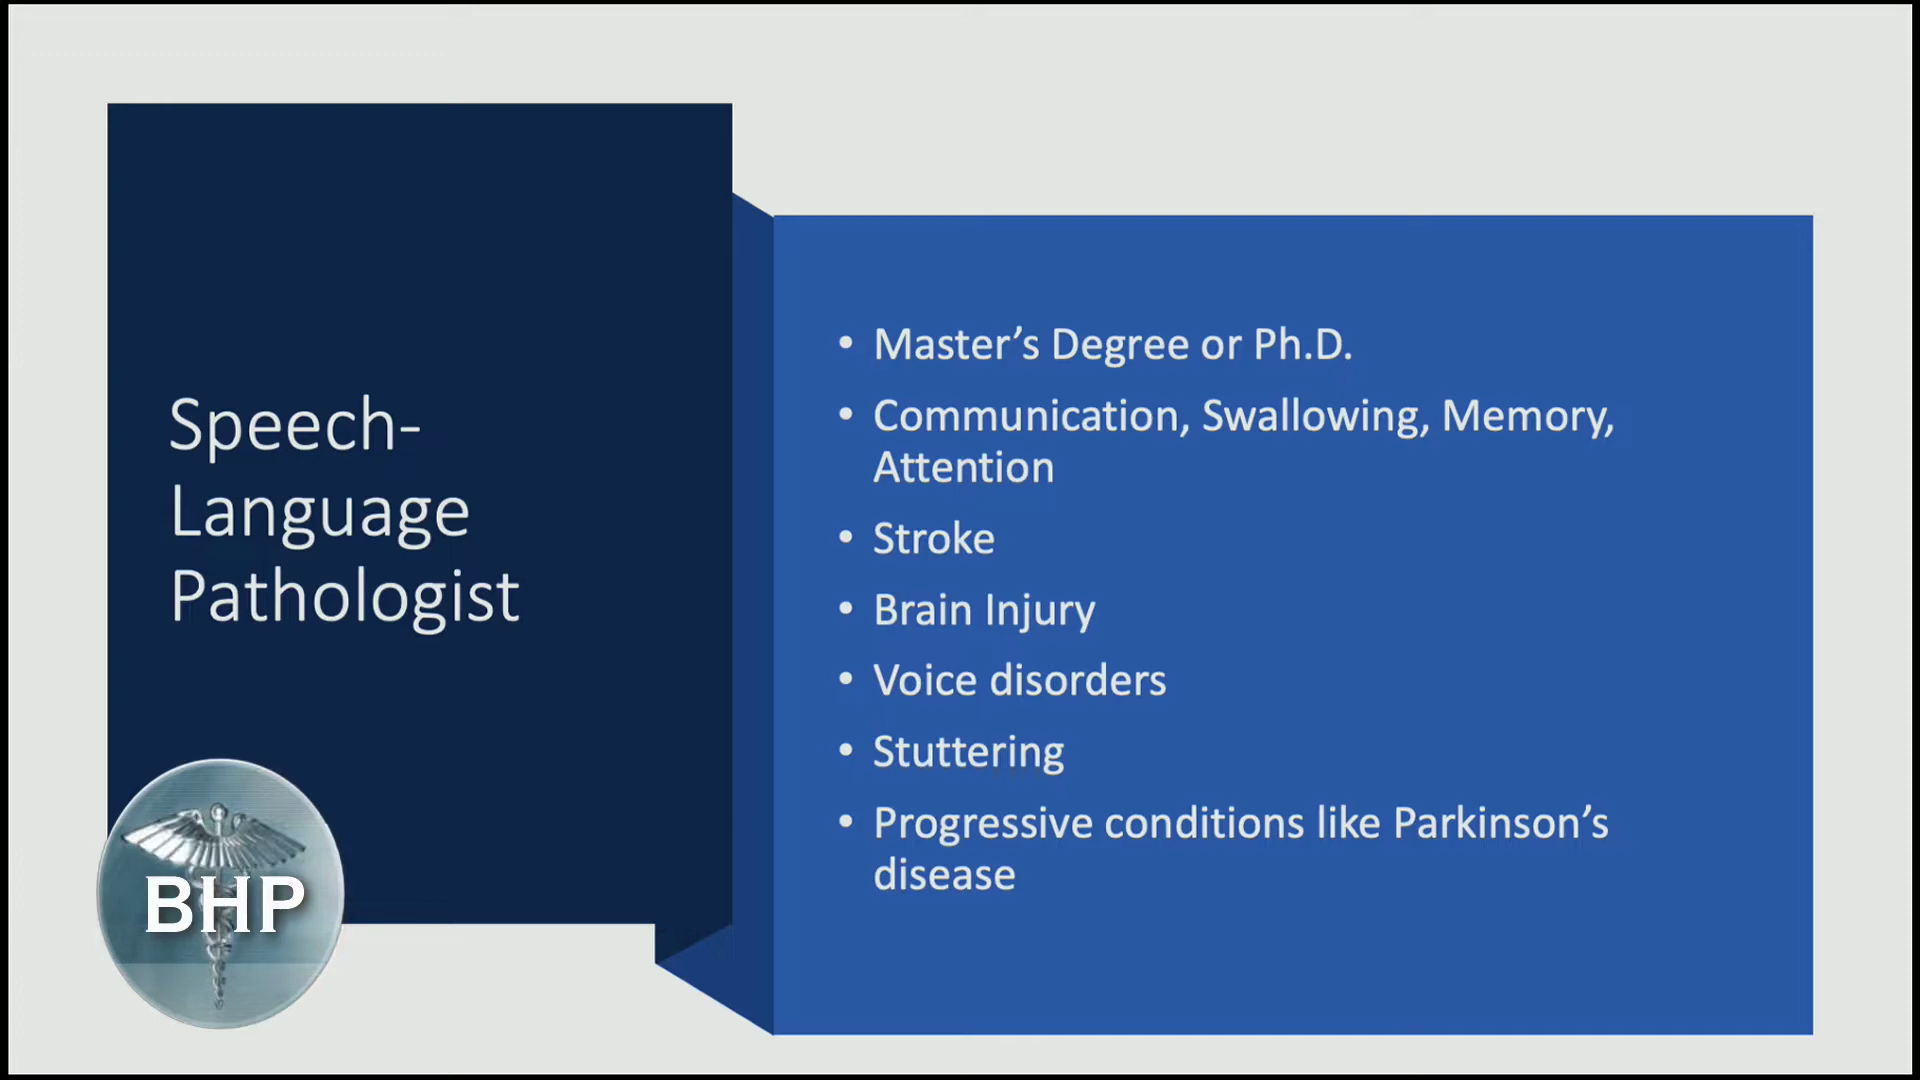 Speech-
Language
Pathologist
• Master’s Degree or Ph.D.
• Communication, Swallowing, Memory,
Attention
• Stroke
• Brain Injury
• Voice disorders
• Stuttering
• Progressive conditions like Parkinson’s
disease
BHP